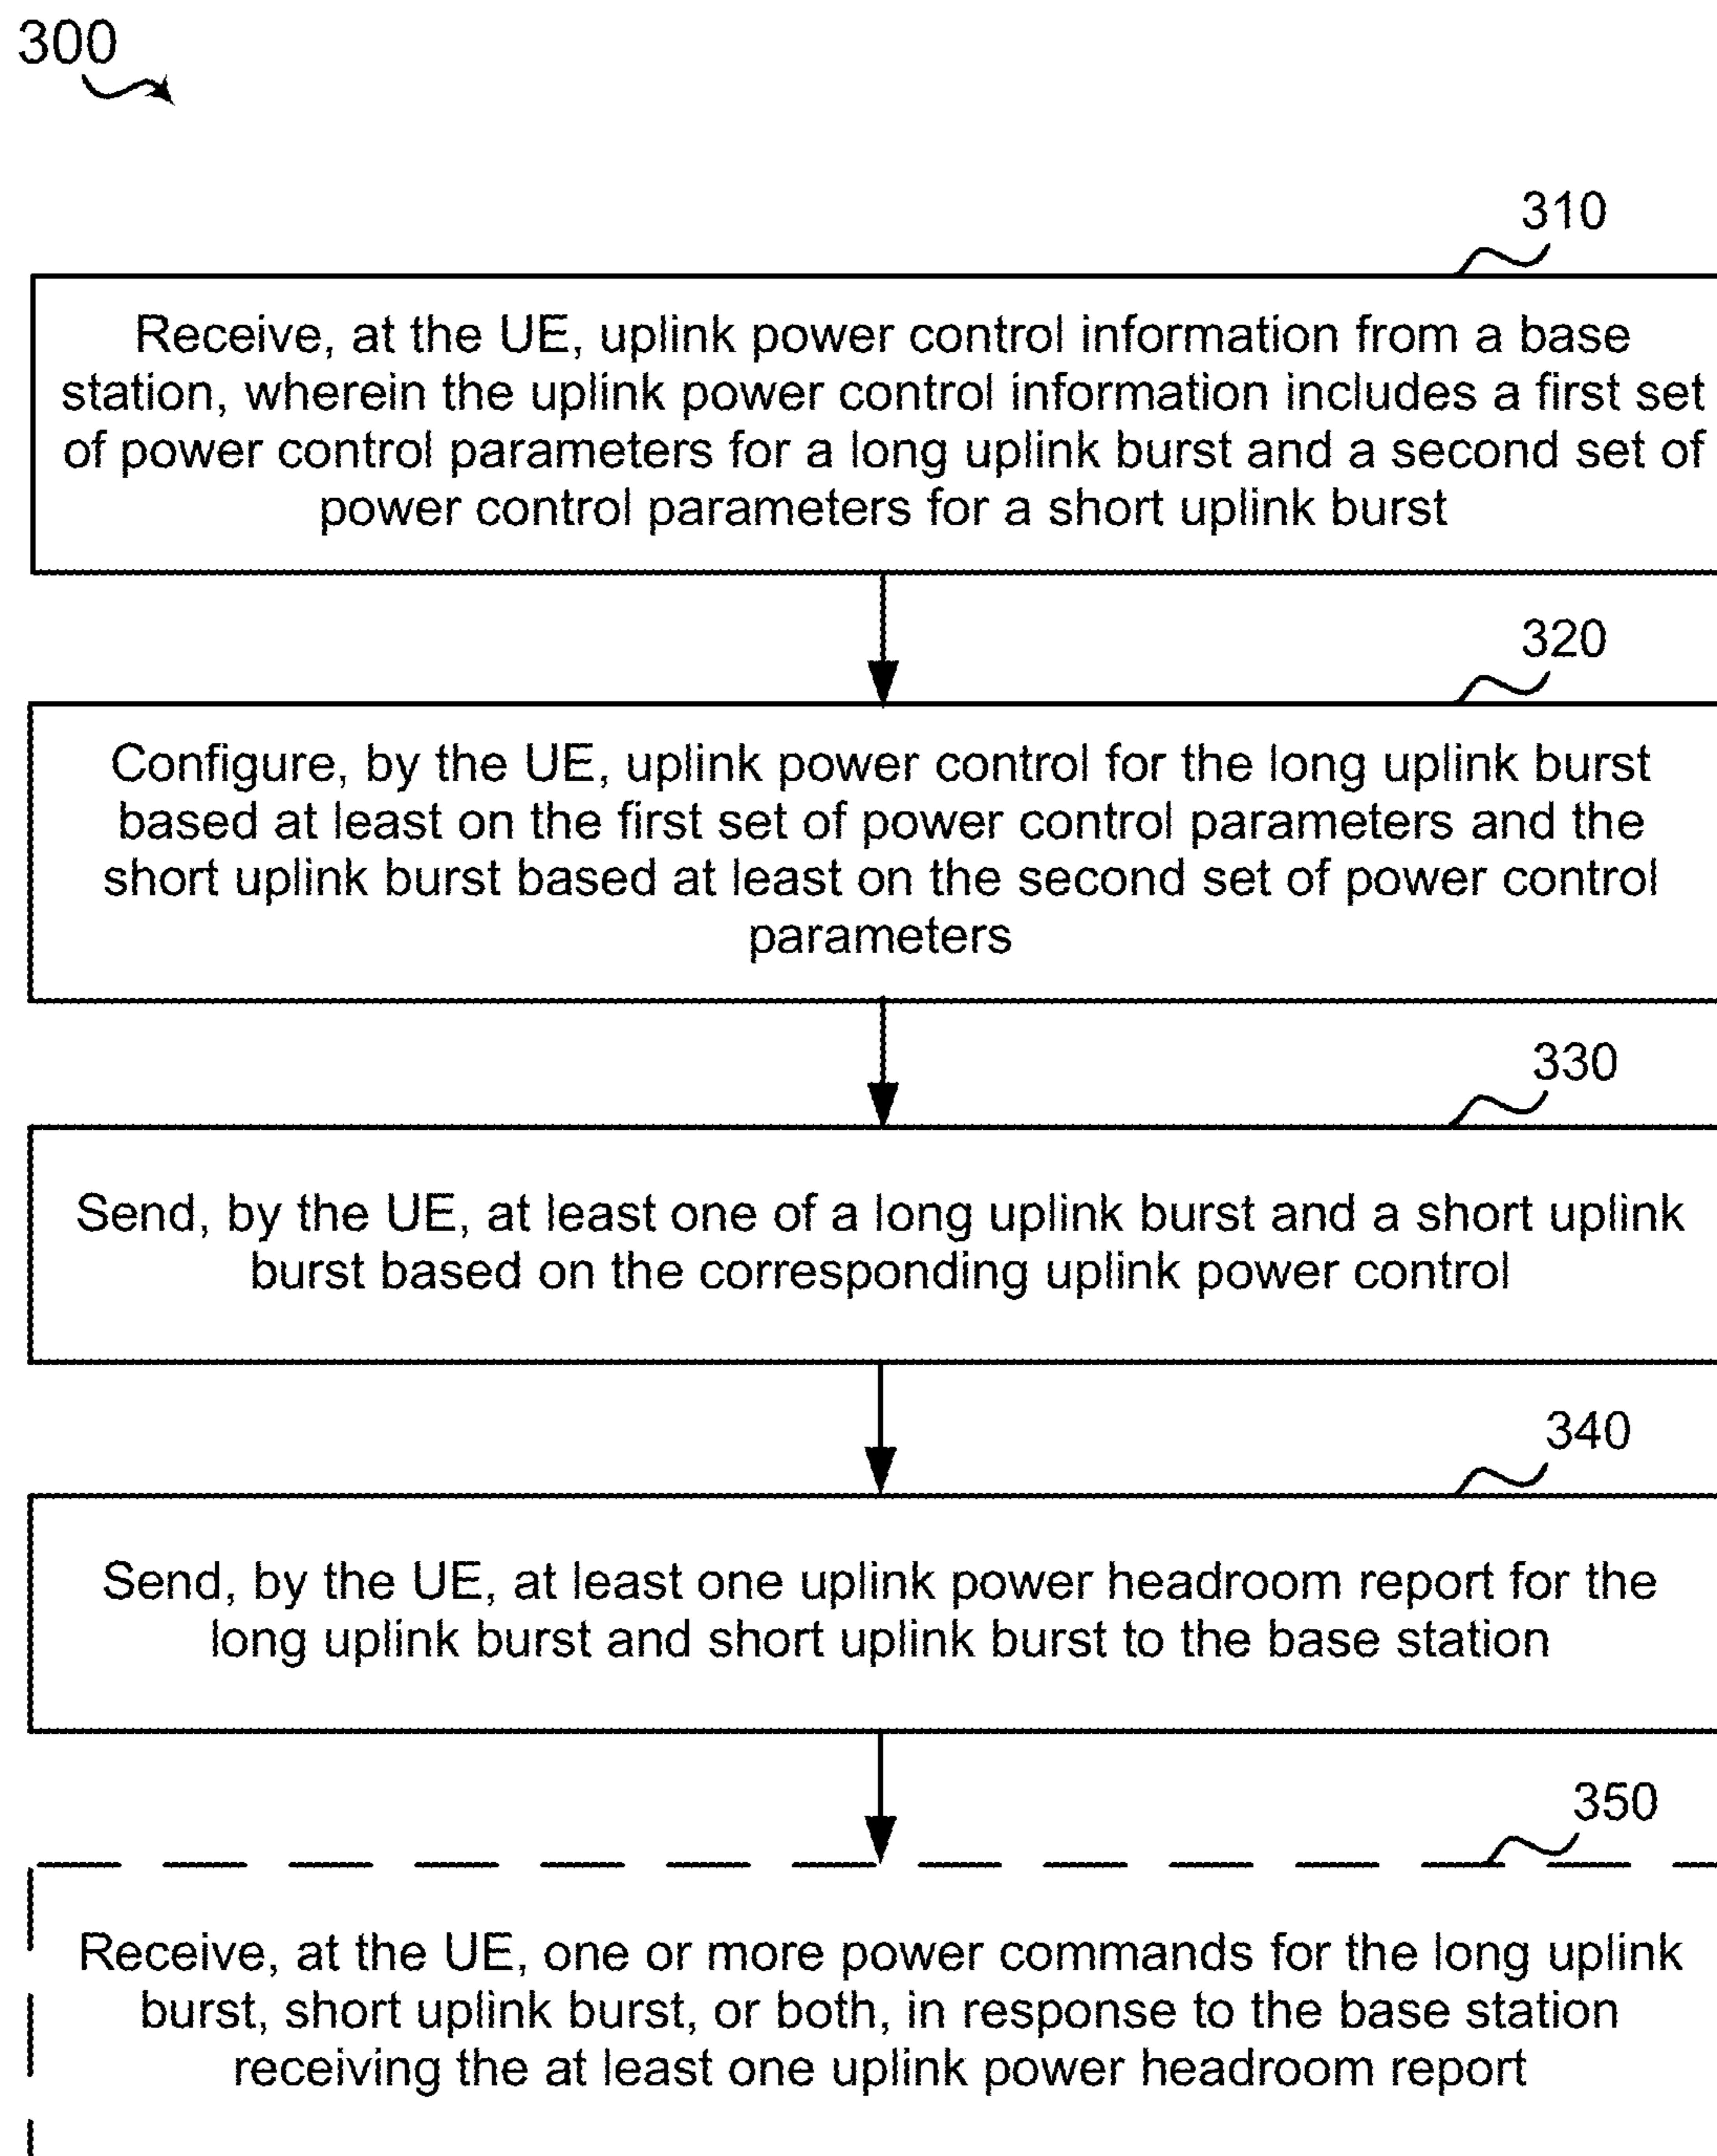 300
310
Receive, at the UE, uplink power control information from a base
station, wherein the uplink power control information includes a first set
of power control parameters for a long uplink burst and a second set of
power control parameters for a short uplink burst
320
Configure, by the UE, uplink power control for the long uplink burst
based at least on the first set of power control parameters and the
short uplink burst based at least on the second set of power control
parameters
330
Send, by the UE, at least one of a long uplink burst and a short uplink
burst based on the corresponding uplink power control
340
Send, by the UE, at least one uplink power headroom report for the
long uplink burst and short uplink burst to the base station
350
Receive, at the UE, one or more power commands for the long uplink
burst, short uplink burst, or both, in response to the base station
receiving the at least one uplink power headroom report